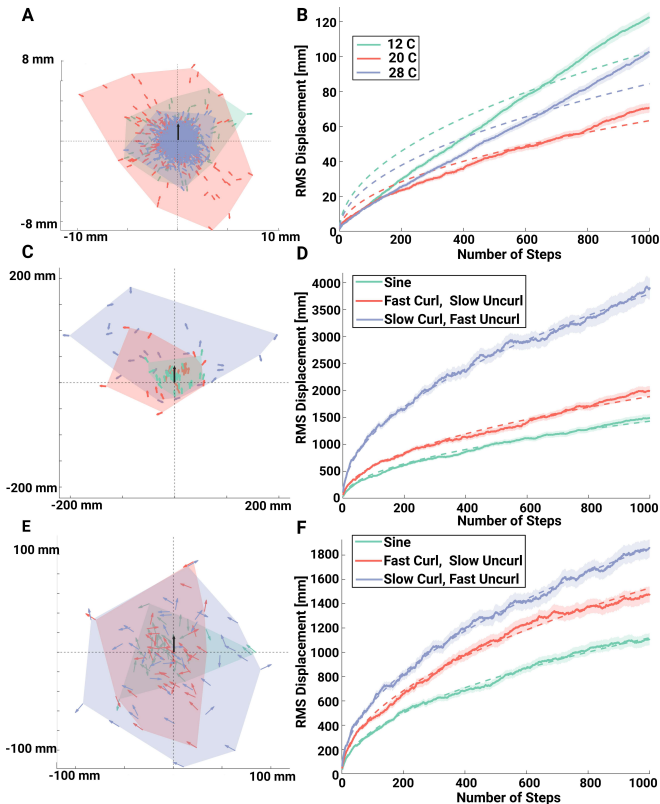 A
8 mm
-8 mm
-10 mm
10 mm
B
RMS Displacement [mm]
120
100
80
60
40
20
0
12 C
20 C
28 C
0
200
400
600
800
1000
Number of Steps
C
200 mm
-200 mm
-200 mm
200 mm
D
RMS Displacement [mm]
4000
3500
3000
2500
2000
1500
1000
500
0
Sine
Fast Curl, Slow Uncurl
Slow Curl, Fast Uncurl
0
200
400
600
800
1000
Number of Steps
E
100 mm
-100 mm
-100 mm
100 mm
F
RMS Displacement [mm]
1800
1600
1400
1200
1000
800
600
400
200
0
Sine
Fast Curl, Slow Uncurl
Slow Curl, Fast Uncurl
0
200
400
600
800
1000
Number of Steps